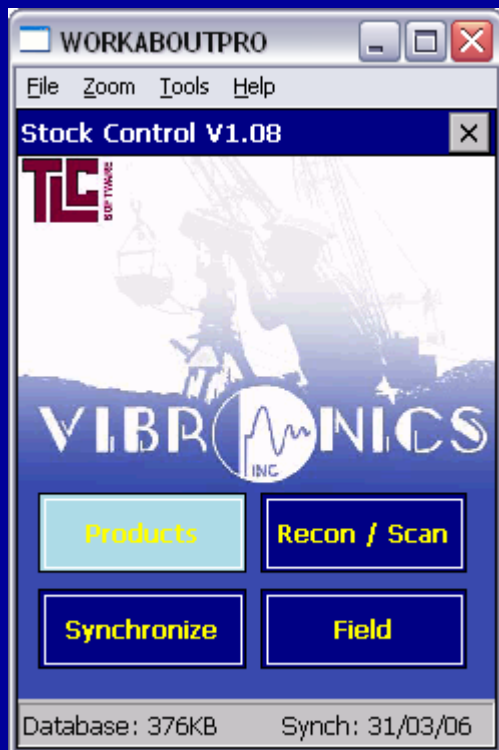 WORKABOUTPRO
File Zoom Tools Help
Stock Control V1.08
TLC SOFTWARE
VIBRONICS
INC
Products Recon / Scan
Synchronize Field
Database: 376KB Synch: 31/03/06